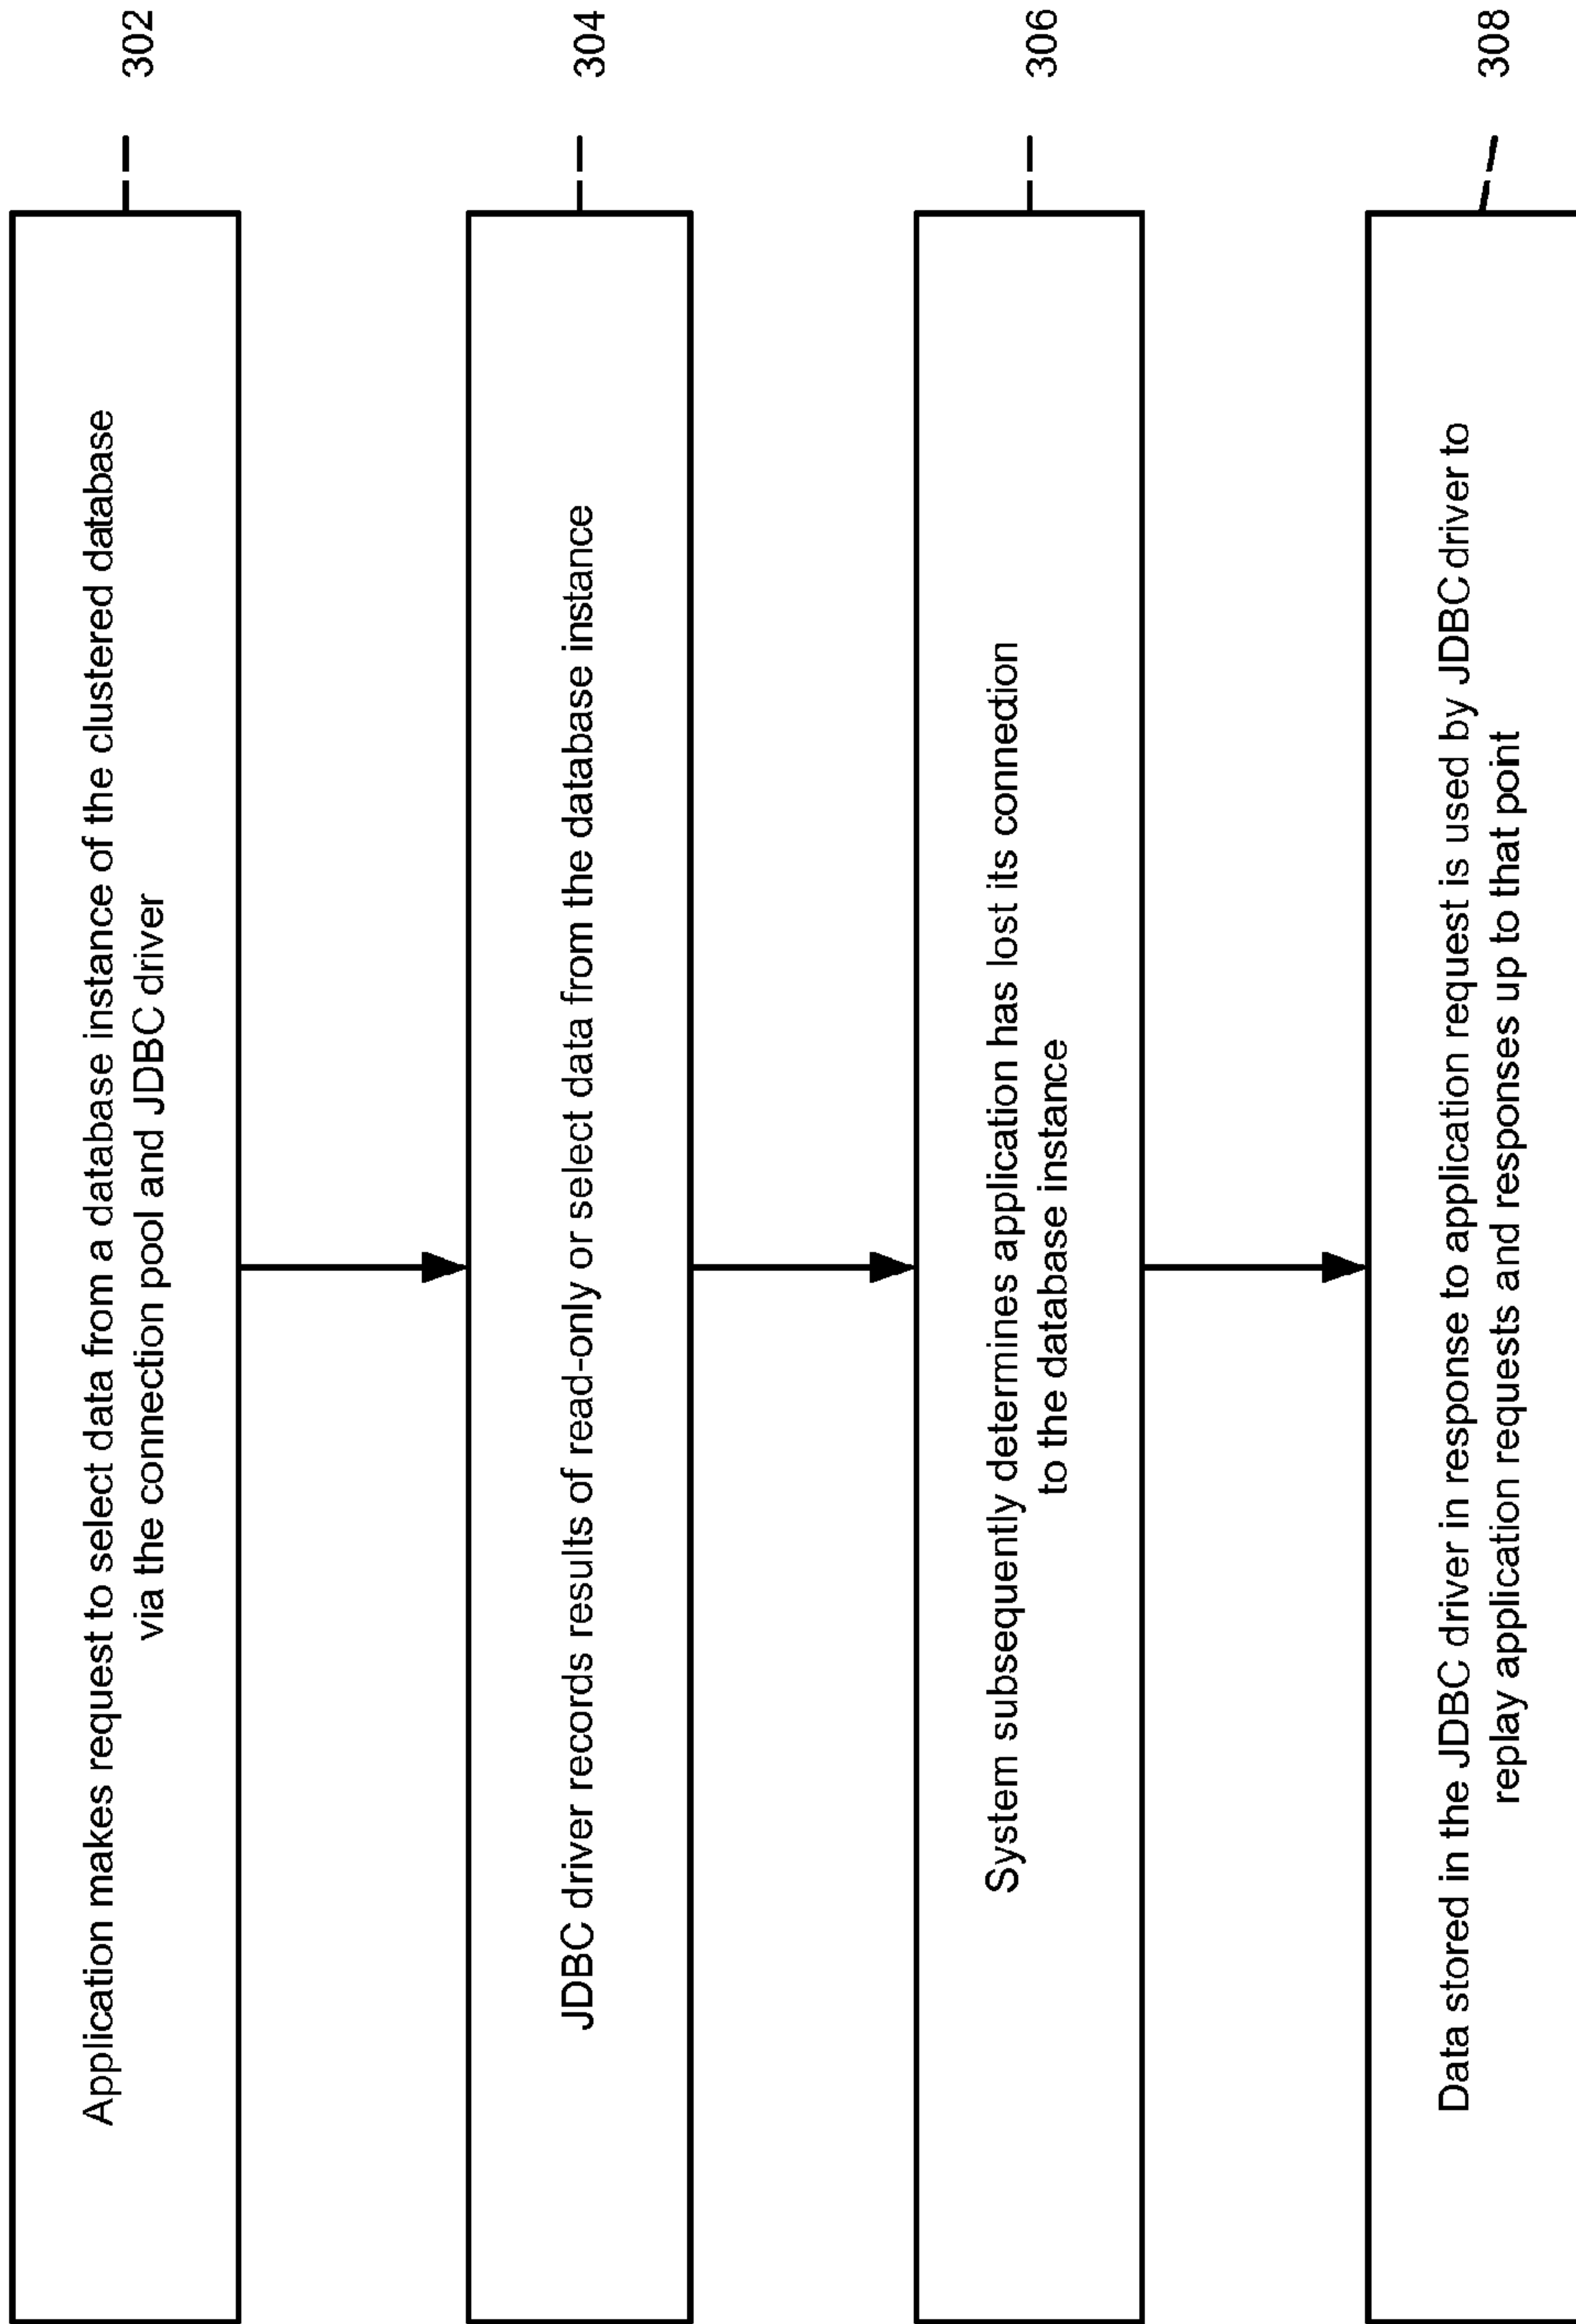 Application makes request to select data from a database instance of the clustered database
via the connection pool and JDBC driver
302
JDBC driver records results of read-only or select data from the database instance
304
System subsequently determines application has lost its connection
to the database instance
306
Data stored in the JDBC driver in response to application request is used by JDBC driver to
replay application requests and responses up to that point
308